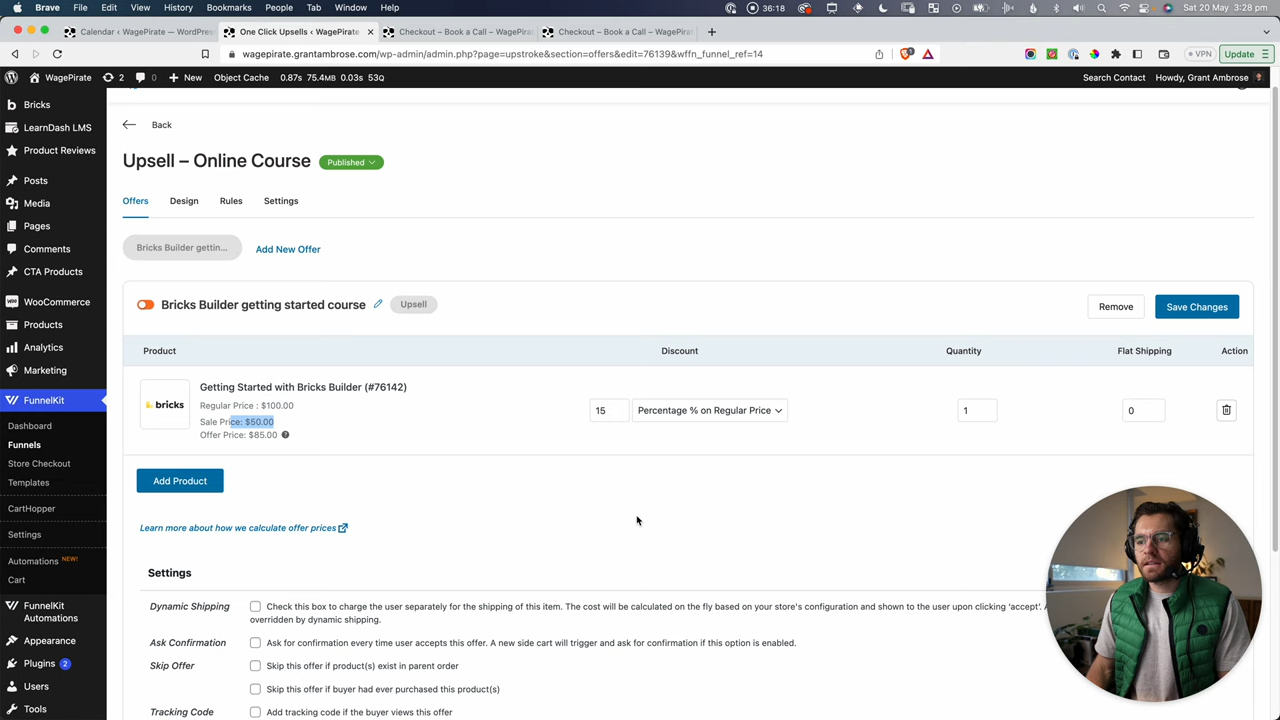 Brave File Edit View History Bookmarks People Tab Window Help
Sat 2 Mar 3:28 pm
Calendar ‹ WagePirate — WordPres
One Click Upsells ‹ WagePirate
Checkout – Book a Call – WagePirat
Checkout – Book a Call – WagePirat
wagepirate.grantambrose.com/wp-admin/admin.php?page=upstroke&section=offers&edit=76139&wffn_funnel_ref=14
VPN
Update
WagePirate 2 0 New Object Cache 0.87s 75.4MB 0.03s 53Q
Search Contact Howdy, Grant Ambrose
Bricks
LearnDash LMS
Product Reviews
Posts
Media
Pages
Comments
CTA Products
WooCommerce
Products
Analytics
Marketing
FunnelKit
Dashboard
Funnels
Store Checkout
Templates
CartHopper
Settings
Automations NEW!
Cart
FunnelKit
Automations
Appearance
Plugins 2
Users
Tools
Back
Upsell – Online Course Published
Offers Design Rules Settings
Bricks Builder gettin... Add New Offer
Bricks Builder getting started course Upsell
Remove Save Changes
Product Discount Quantity Flat Shipping Action
bricks
Getting Started with Bricks Builder (#76142)
Regular Price : $100.00
Sale Price: $50.00
Offer Price: $85.00
15 Percentage % on Regular Price 1 0
Add Product
Learn more about how we calculate offer prices
Settings
Dynamic Shipping Check this box to charge the user separately for the shipping of this item. The cost will be calculated on the fly based on your store's configuration and shown to the user upon clicking 'accept'.
overridden by dynamic shipping.
Ask Confirmation Ask for confirmation every time user accepts this offer. A new side cart will trigger and ask for confirmation if this option is enabled.
Skip Offer Skip this offer if product(s) exist in parent order
Skip this offer if buyer had ever purchased this product(s)
Tracking Code Add tracking code if the buyer views this offer